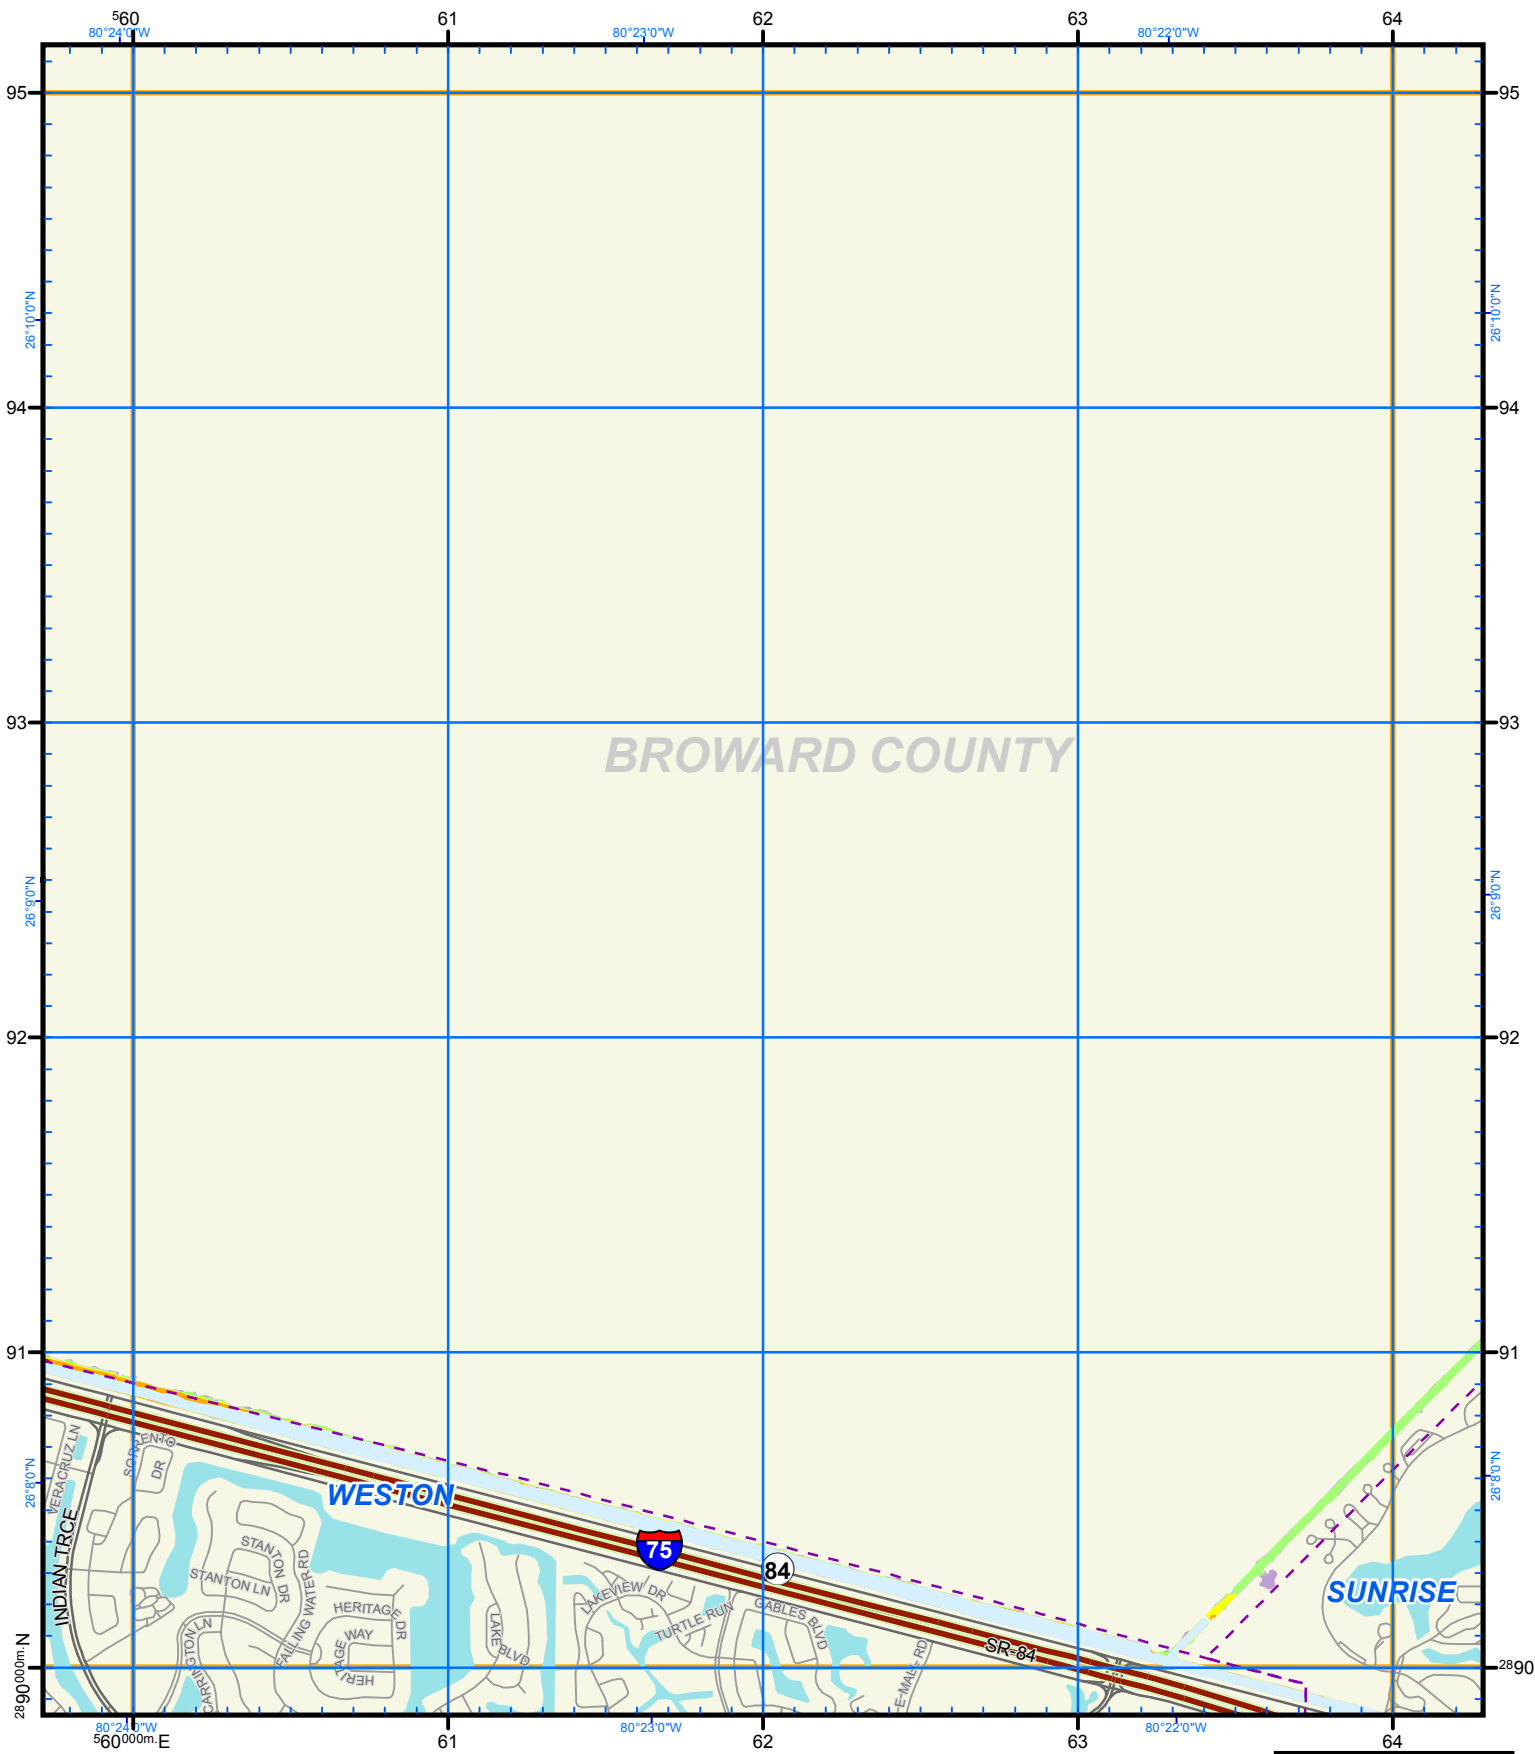 ⁵60 61 62 63 64
80°24'0"W 80°23'0"W 80°22'0"W
95 95
26°10'0"N 26°10'0"N
94 94
93 93
BROWARD COUNTY
26°9'0"N 26°9'0"N
92 92
91 91
VERACRUZ LN
SORRENTO DR
26°8'0"N 26°8'0"N
WESTON
INDIAN TRCE
75
84
STANTON DR
STANTON LN
FALLING WATER RD
HERITAGE DR
HERITAGE WAY
CARRINGTON LN
LAKE BLVD
LAKEVIEW DR
TURTLE RUN
GABLES BLVD
E-MALL RD
SR-84
SUNRISE
²⁸90⁰⁰⁰ᵐ·N ²⁸90
80°24'0"W 80°23'0"W 80°22'0"W
⁵60⁰⁰⁰ᵐ·E 61 62 63 64